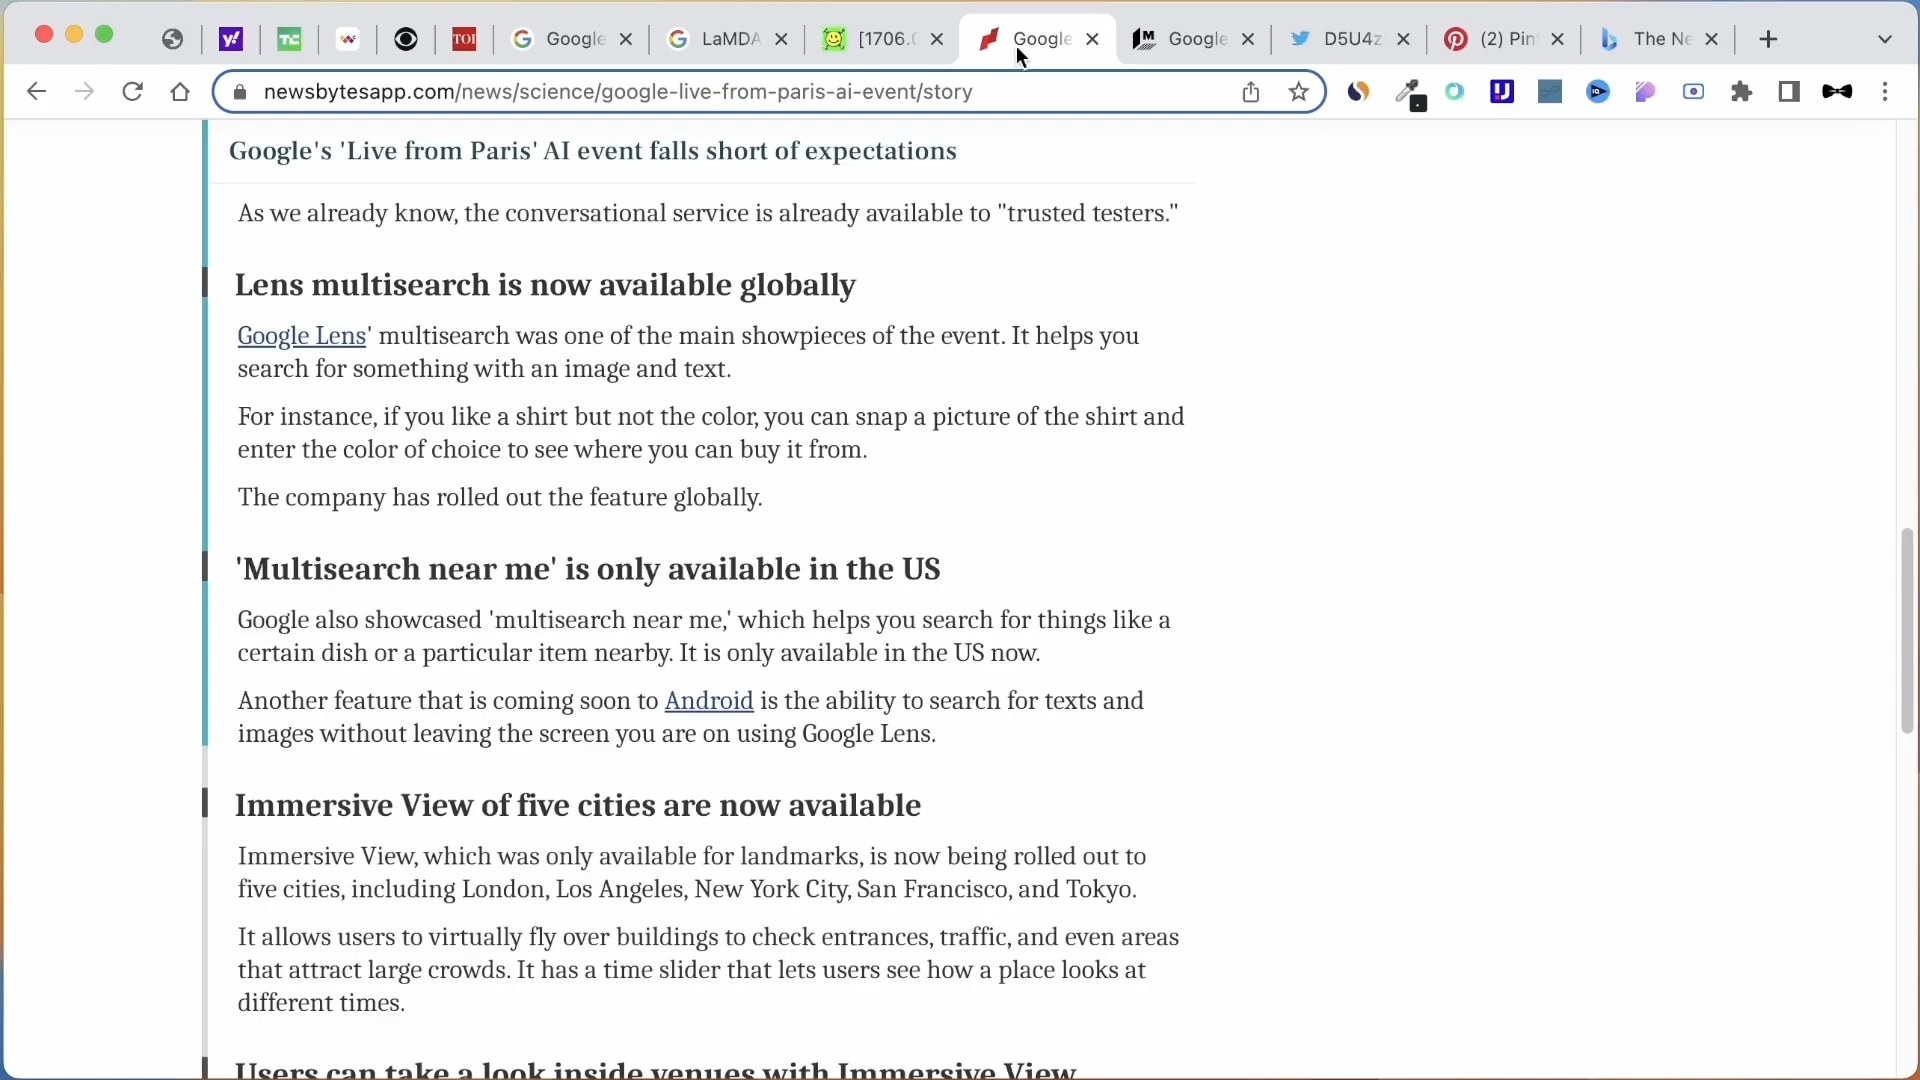 TOI
Google
LaMDA
[1706.0
Google
Google
D5U4z
(2) Pin
The Ne
newsbytesapp.com/news/science/google-live-from-paris-ai-event/story
Google's 'Live from Paris' AI event falls short of expectations
As we already know, the conversational service is already available to "trusted testers."
Lens multisearch is now available globally
Google Lens' multisearch was one of the main showpieces of the event. It helps you
search for something with an image and text.
For instance, if you like a shirt but not the color, you can snap a picture of the shirt and
enter the color of choice to see where you can buy it from.
The company has rolled out the feature globally.
'Multisearch near me' is only available in the US
Google also showcased 'multisearch near me,' which helps you search for things like a
certain dish or a particular item nearby. It is only available in the US now.
Another feature that is coming soon to Android is the ability to search for texts and
images without leaving the screen you are on using Google Lens.
Immersive View of five cities are now available
Immersive View, which was only available for landmarks, is now being rolled out to
five cities, including London, Los Angeles, New York City, San Francisco, and Tokyo.
It allows users to virtually fly over buildings to check entrances, traffic, and even areas
that attract large crowds. It has a time slider that lets users see how a place looks at
different times.
Users can take a look inside venues with Immersive View